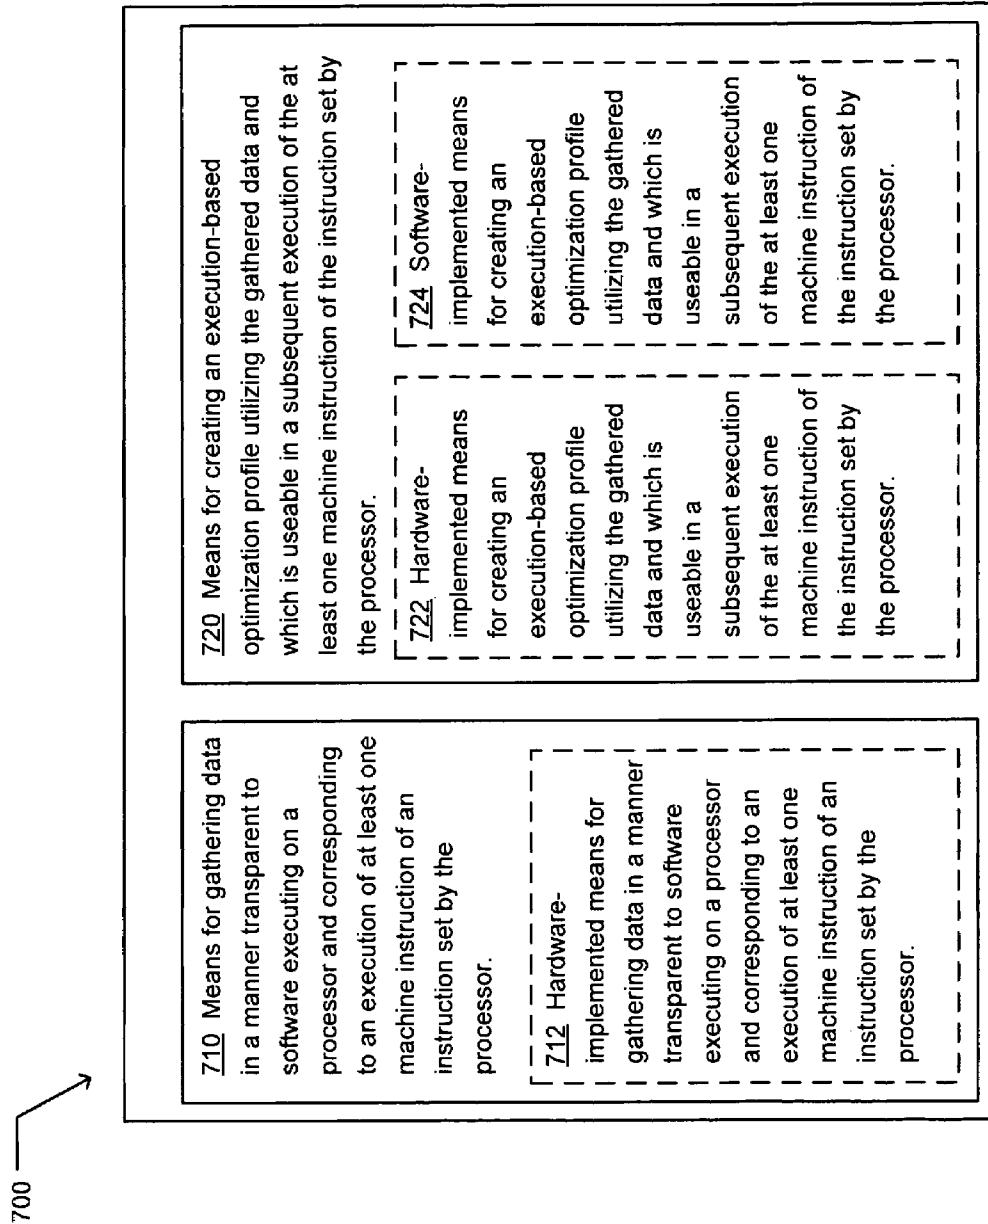 700
710 Means for gathering data
in a manner transparent to
software executing on a
processor and corresponding
to an execution of at least one
machine instruction of an
instruction set by the
processor.
712 Hardware-
implemented means for
gathering data in a manner
transparent to software
executing on a processor
and corresponding to an
execution of at least one
machine instruction of an
instruction set by the
processor.
720 Means for creating an execution-based
optimization profile utilizing the gathered data and
which is useable in a subsequent execution of the at
least one machine instruction of the instruction set by
the processor.
722 Hardware-
implemented means
for creating an
execution-based
optimization profile
utilizing the gathered
data and which is
useable in a
subsequent execution
of the at least one
machine instruction of
the instruction set by
the processor.
724 Software-
implemented means
for creating an
execution-based
optimization profile
utilizing the gathered
data and which is
useable in a
subsequent execution
of the at least one
machine instruction of
the instruction set by
the processor.